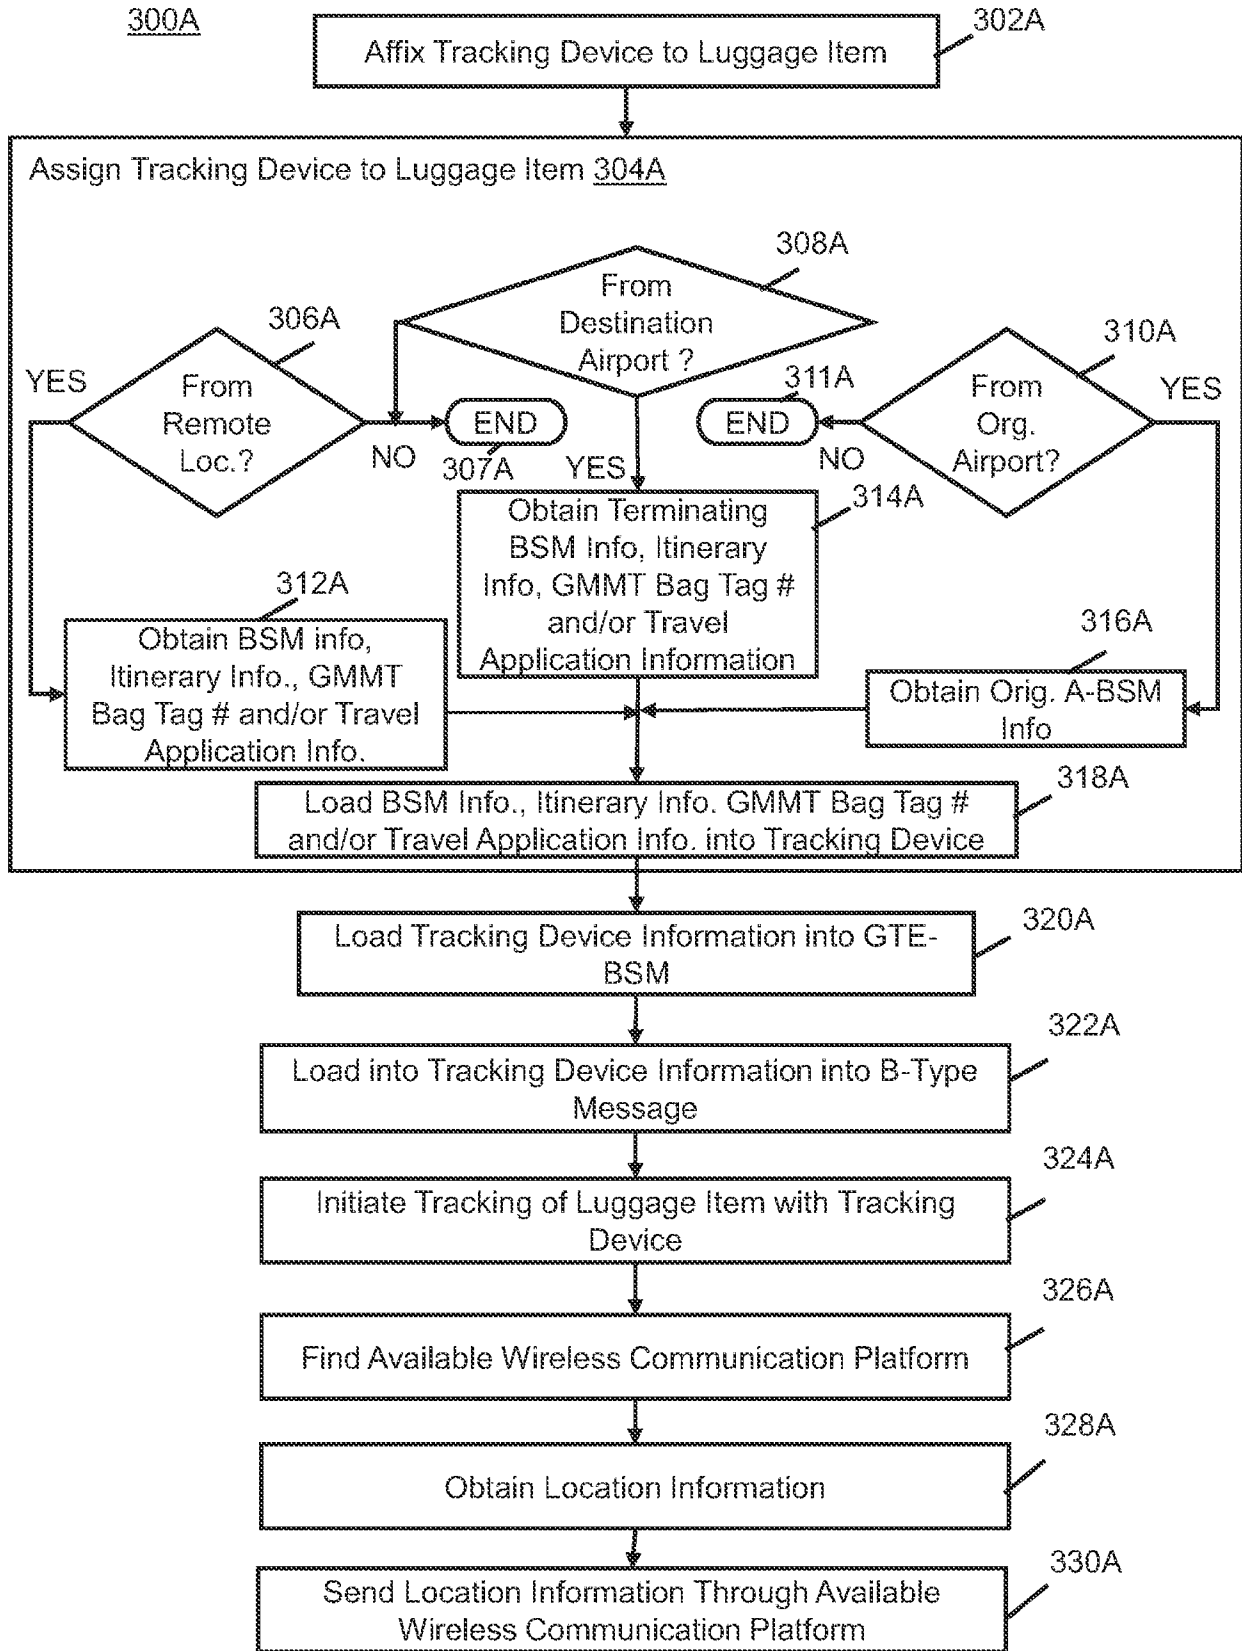 300A
302A
Affix Tracking Device to Luggage Item
Assign Tracking Device to Luggage Item 304A
308A
From
Destination
Airport ?
306A
YES
From
Remote
Loc.?
NO
END
307A
YES
311A
END
NO
310A
From
Org.
Airport?
YES
314A
Obtain Terminating
BSM Info, Itinerary
Info, GMMT Bag Tag #
and/or Travel
Application Information
312A
Obtain BSM info,
Itinerary Info., GMMT
Bag Tag # and/or Travel
Application Info.
316A
Obtain Orig. A-BSM
Info
318A
Load BSM Info., Itinerary Info. GMMT Bag Tag #
and/or Travel Application Info. into Tracking Device
320A
Load Tracking Device Information into GTE-
BSM
322A
Load into Tracking Device Information into B-Type
Message
324A
Initiate Tracking of Luggage Item with Tracking
Device
326A
Find Available Wireless Communication Platform
328A
Obtain Location Information
330A
Send Location Information Through Available
Wireless Communication Platform